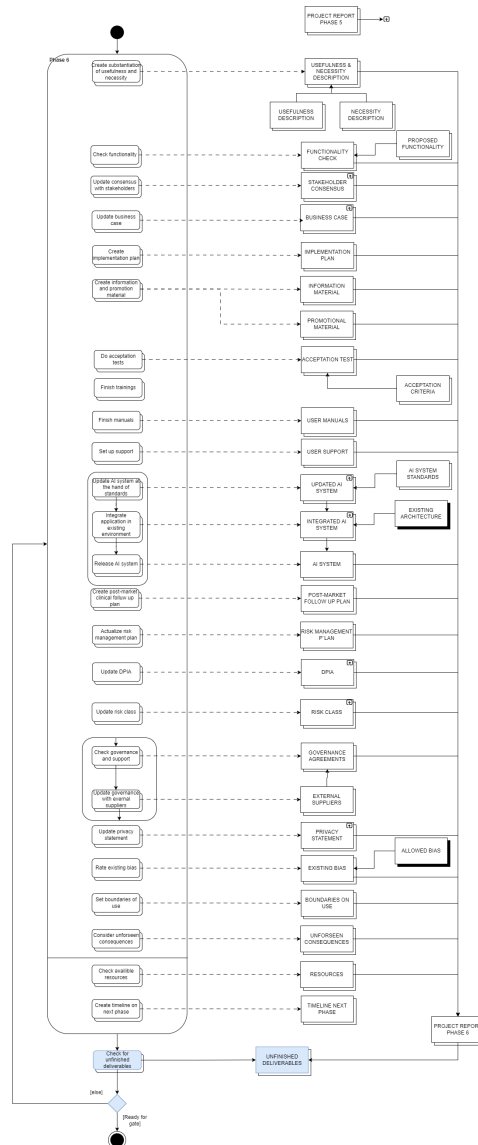 PROJECT REPORT
PHASE 5
Phase 6
Create substantiation
of usefulness and
necessity
USEFULNESS &
NECESSITY
DESCRIPTION
USEFULNESS
DESCRIPTION
NECESSITY
DESCRIPTION
Check functionality
FUNCTIONALITY
CHECK
PROPOSED
FUNCTIONALITY
Update consensus
with stakeholders
STAKEHOLDER
CONSENSUS
Update business
case
BUSINESS CASE
Create
implementation plan
IMPLEMENTATION
PLAN
Create information
and promotion
material
INFORMATION
MATERIAL
PROMOTIONAL
MATERIAL
Do acceptation
tests
ACCEPTATION TEST
Finish trainings
ACCEPTATION
CRITERIA
Finish manuals
USER MANUALS
Set up support
USER SUPPORT
Update AI system at
the hand of
standards
UPDATED AI
SYSTEM
AI SYSTEM
STANDARDS
Integrate
application in
existing
environment
INTEGRATED AI
SYSTEM
EXISTING
ARCHITECTURE
Release AI system
AI SYSTEM
Create post-market
clinical folluw up
plan
POST-MARKET
FOLLOW UP PLAN
Actualize risk
management plan
RISK MANAGEMENT
P'LAN
Update DPIA
DPIA
Update risk class
RISK CLASS
Check governance
and support
GOVERNANCE
AGREEMENTS
Update governance
with exernal
suppliers
EXTERNAL
SUPPLIERS
Update privacy
statement
PRIVACY
STATEMENT
Rate existing bias
EXISTING BIAS
ALLOWED BIAS
Set boundaries of
use
BOUNDARIES ON
USE
Consider unforseen
consequences
UNFORSEEN
CONSEQUENCES
Check availible
resources
RESOURCES
Create timeline on
next phase
TIMELINE NEXT
PHASE
PROJECT REPORT
PHASE 6
Check for
unfinished
deliverables
UNFINISHED
DELIVERABLES
[else]
[Ready for
gate]